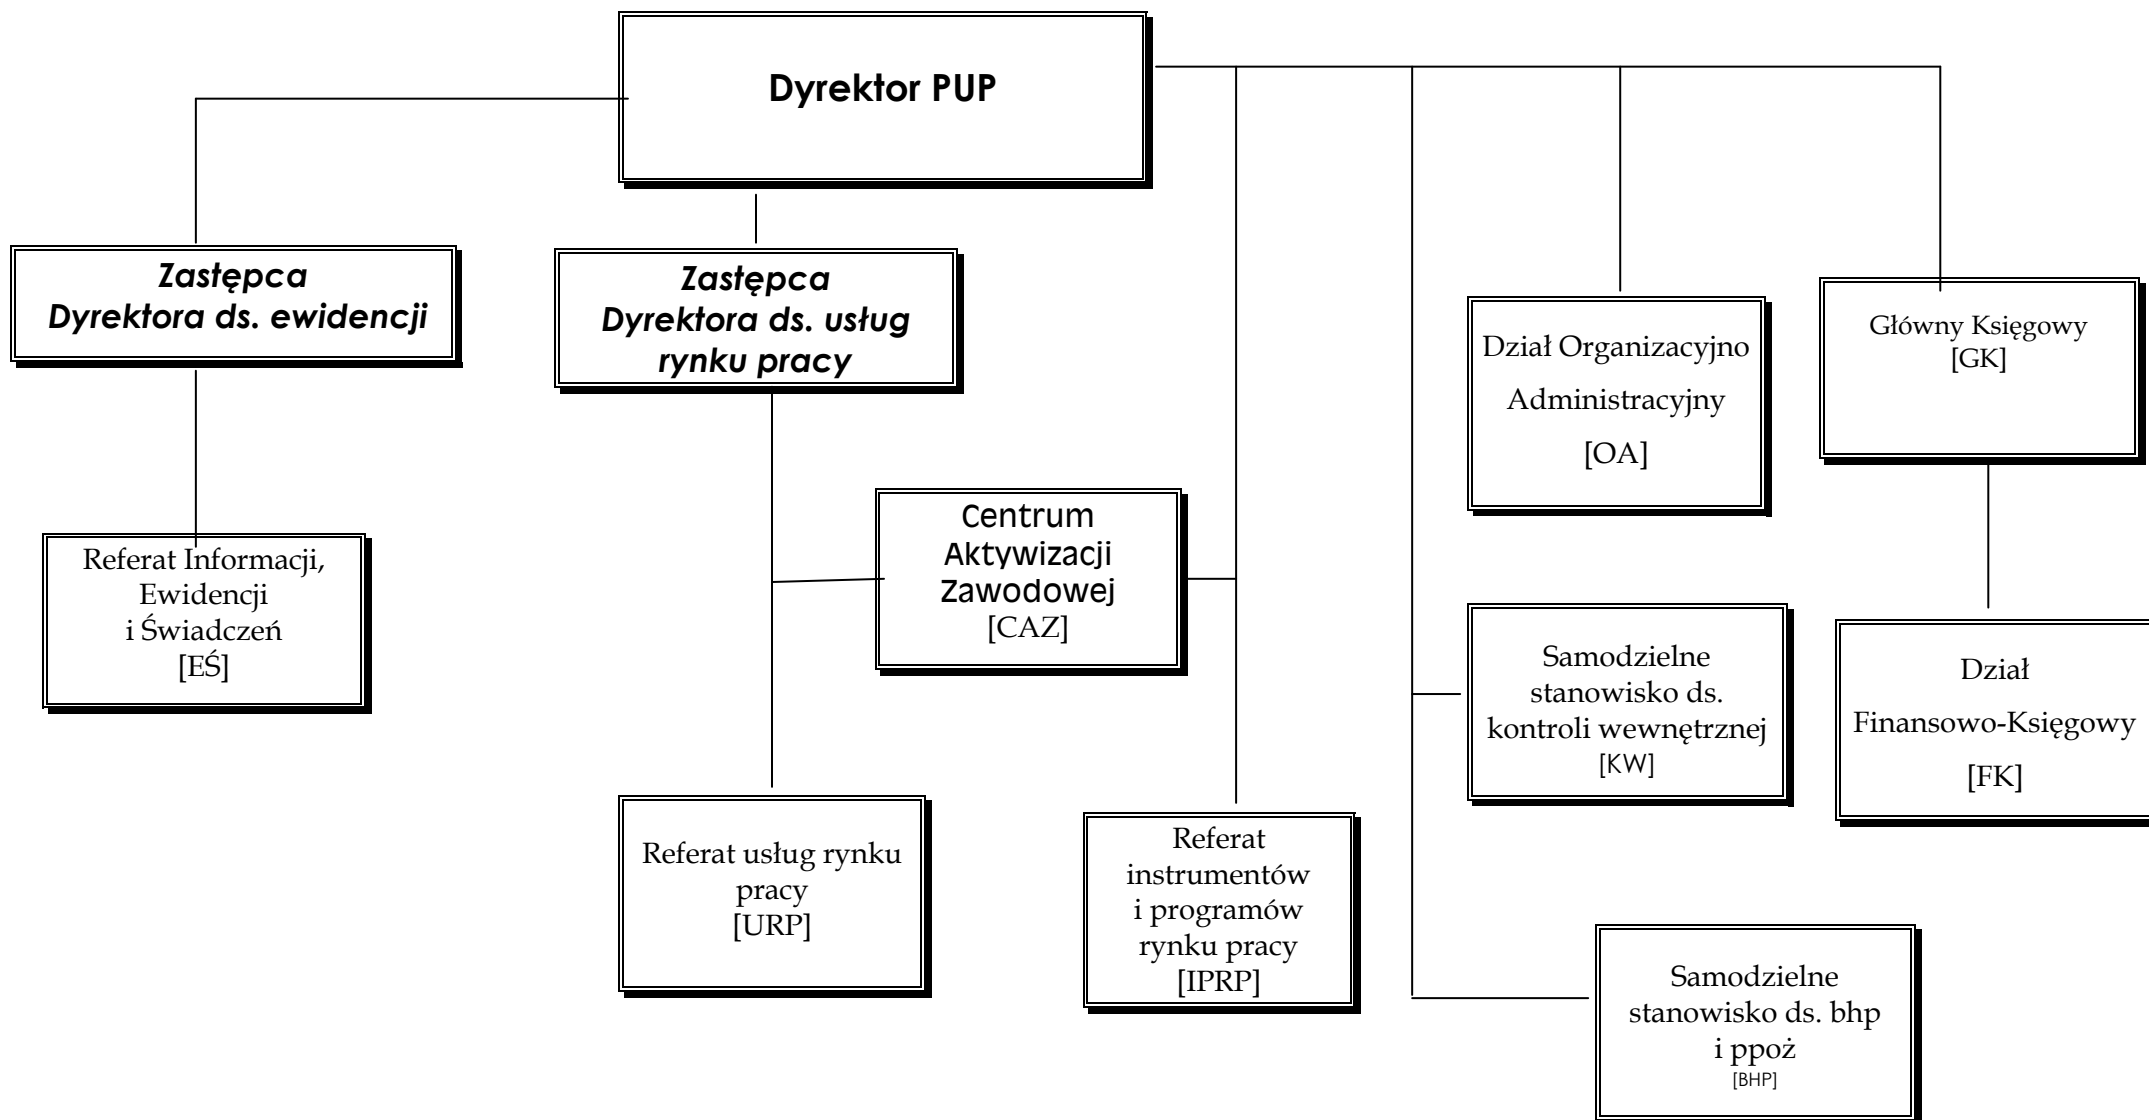 Dyrektor PUP
Zastępca
Dyrektora ds. ewidencji
Zastępca
Dyrektora ds. usług
rynku pracy
Dział Organizacyjno
Administracyjny
[OA]
Główny Księgowy
[GK]
Referat Informacji,
Ewidencji
i Świadczeń
[EŚ]
Centrum
Aktywizacji
Zawodowej
[CAZ]
Samodzielne
stanowisko ds.
kontroli wewnętrznej
[KW]
Dział
Finansowo-Księgowy
[FK]
Referat usług rynku
pracy
[URP]
Referat
instrumentów
i programów
rynku pracy
[IPRP]
Samodzielne
stanowisko ds. bhp
i ppoż
[BHP]